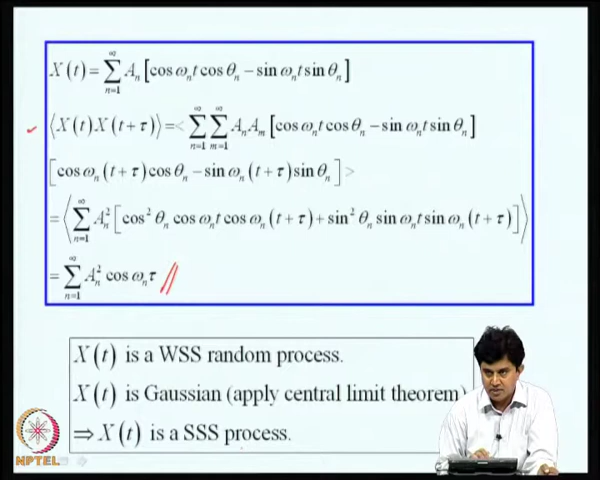 X(t) = ∑_{n=1}^{∞} A_n [cos ω_n t cos θ_n − sin ω_n t sin θ_n]
⟨X(t)X(t+τ)⟩ =< ∑_{n=1}^{∞} ∑_{m=1}^{∞} A_n A_m [cos ω_n t cos θ_n − sin ω_n t sin θ_n]
[cos ω_n (t+τ) cos θ_n − sin ω_n (t+τ) sin θ_n] >
= ⟨ ∑_{n=1}^{∞} A_n^2 [cos^2 θ_n cos ω_n t cos ω_n (t+τ) + sin^2 θ_n sin ω_n t sin ω_n (t+τ)] ⟩
= ∑_{n=1}^{∞} A_n^2 cos ω_n τ
X(t) is a WSS random process.
X(t) is Gaussian (apply central limit theorem)
⇒ X(t) is a SSS process.
NPTEL